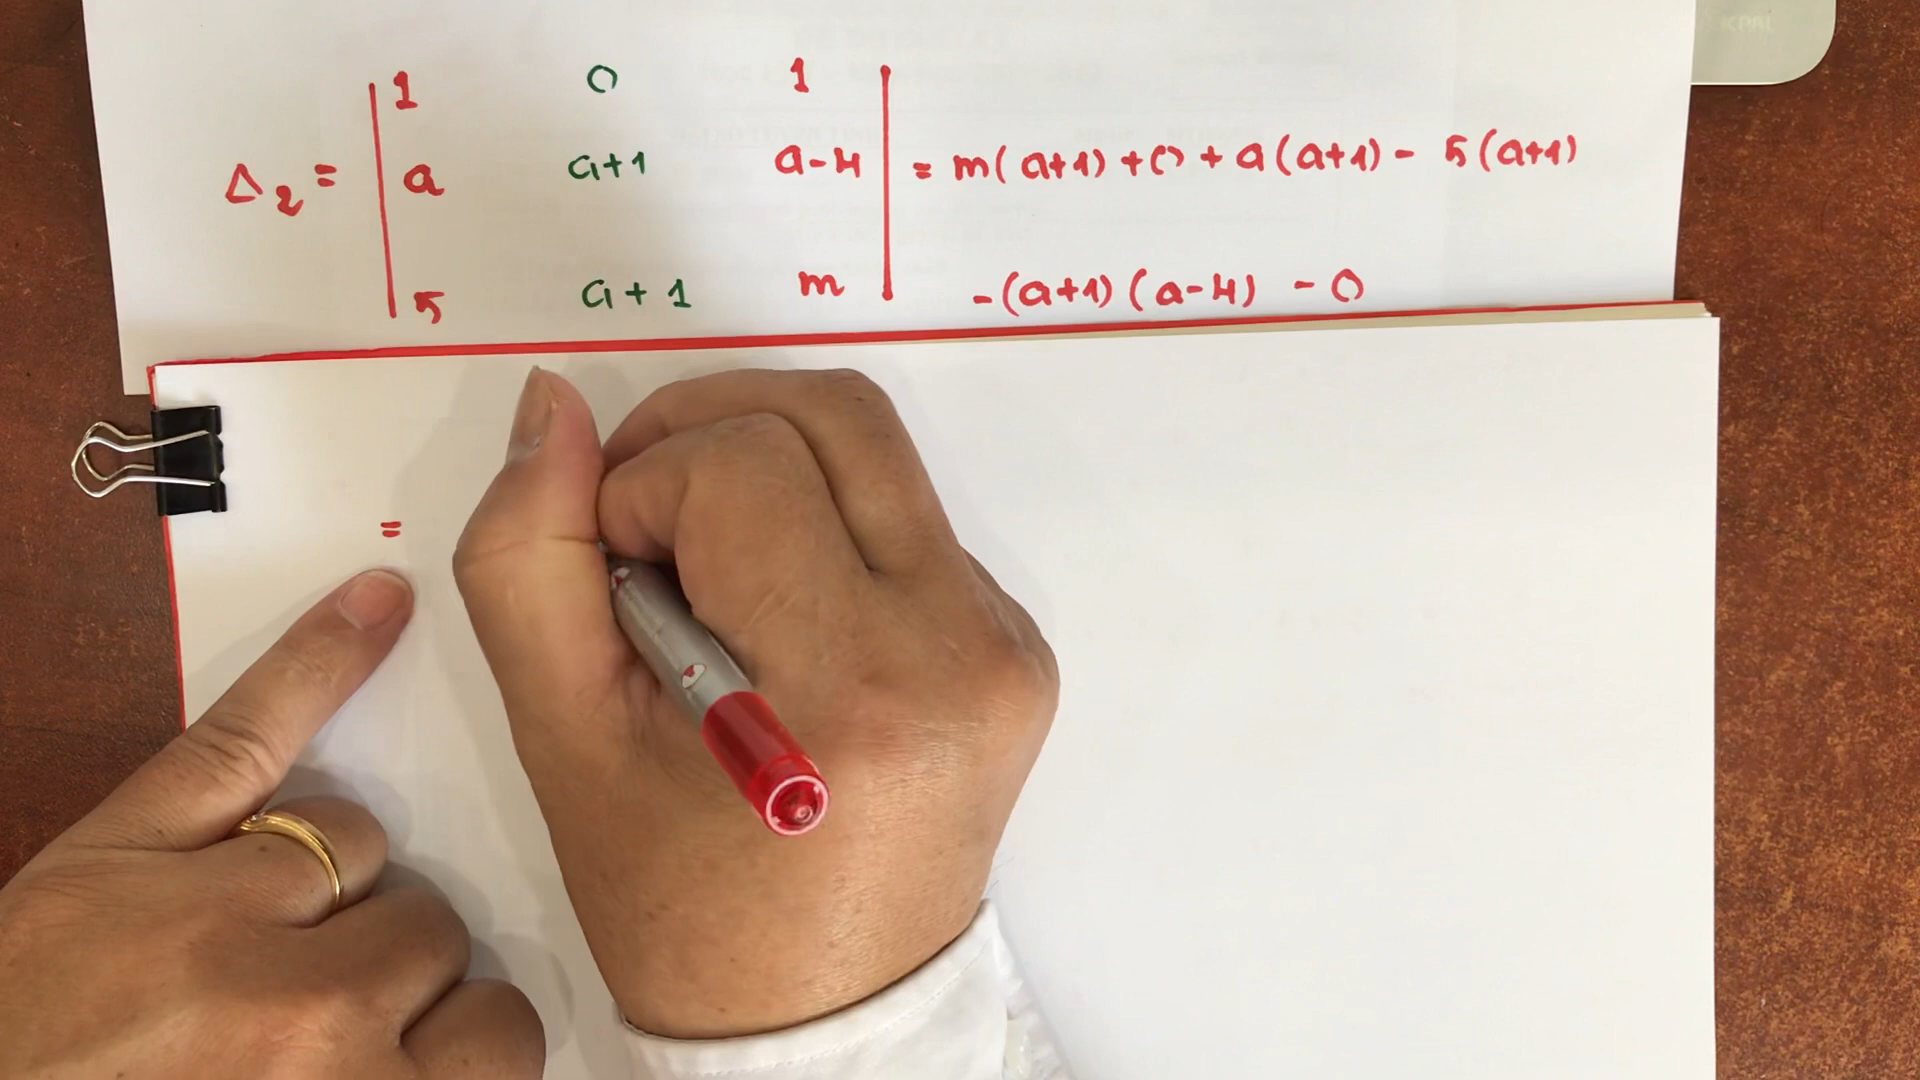 1 0 1
Δ₂ = a a+1 a-4 = m(a+1) + 0 + a(a+1) - 5(a+1)
5 a+1 m -(a+1)(a-4) - 0
=